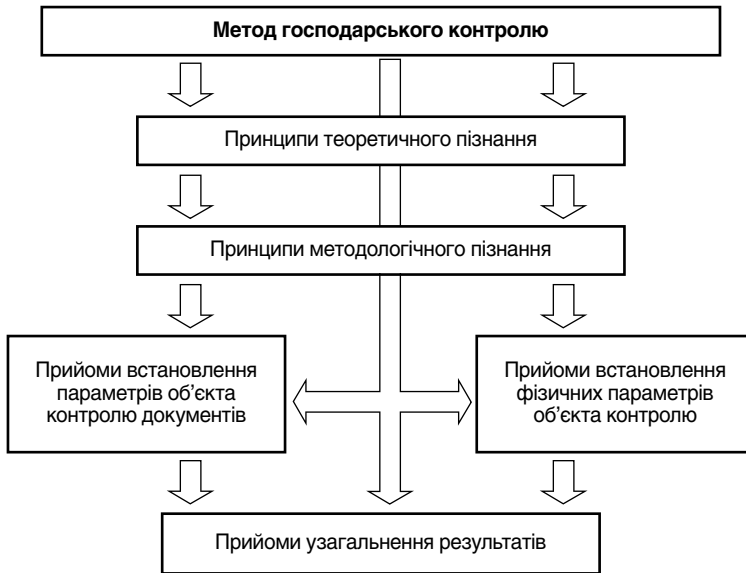 Метод господарського контролю
Принципи теоретичного пізнання
Принципи методологічного пізнання
Прийоми встановлення
параметрів об’єкта
контролю документів
Прийоми встановлення
фізичних параметрів
об’єкта контролю
Прийоми узагальнення результатів